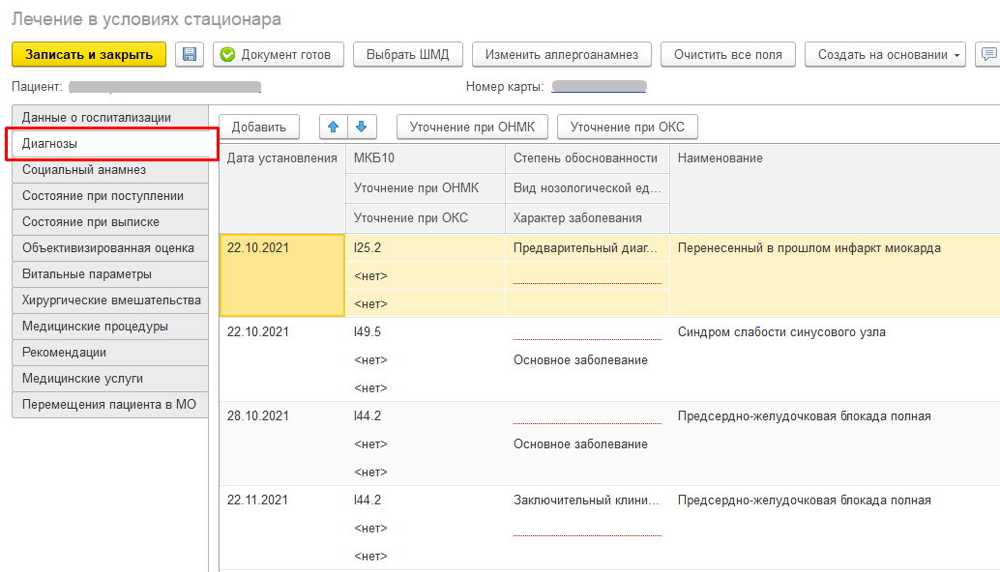 Лечение в условиях стационара
Записать и закрыть Документ готов Выбрать ШМД Изменить аллергоанамнез Очистить все поля Создать на основании
Пациент: Номер карты:
Данные о госпитализации
Диагнозы
Социальный анамнез
Состояние при поступлении
Состояние при выписке
Объективизированная оценка
Витальные параметры
Хирургические вмешательства
Медицинские процедуры
Рекомендации
Медицинские услуги
Перемещения пациента в МО
Добавить Уточнение при ОНМК Уточнение при ОКС
Дата установления МКБ10 Степень обоснованности Наименование
Уточнение при ОНМК Вид нозологической ед...
Уточнение при ОКС Характер заболевания
22.10.2021 I25.2 Предварительный диаг... Перенесенный в прошлом инфаркт миокарда
<нет>
<нет>
22.10.2021 I49.5 Синдром слабости синусового узла
<нет> Основное заболевание
<нет>
28.10.2021 I44.2 Предсердно-желудочковая блокада полная
<нет> Основное заболевание
<нет>
22.11.2021 I44.2 Заключительный клини... Предсердно-желудочковая блокада полная
<нет>
<нет>